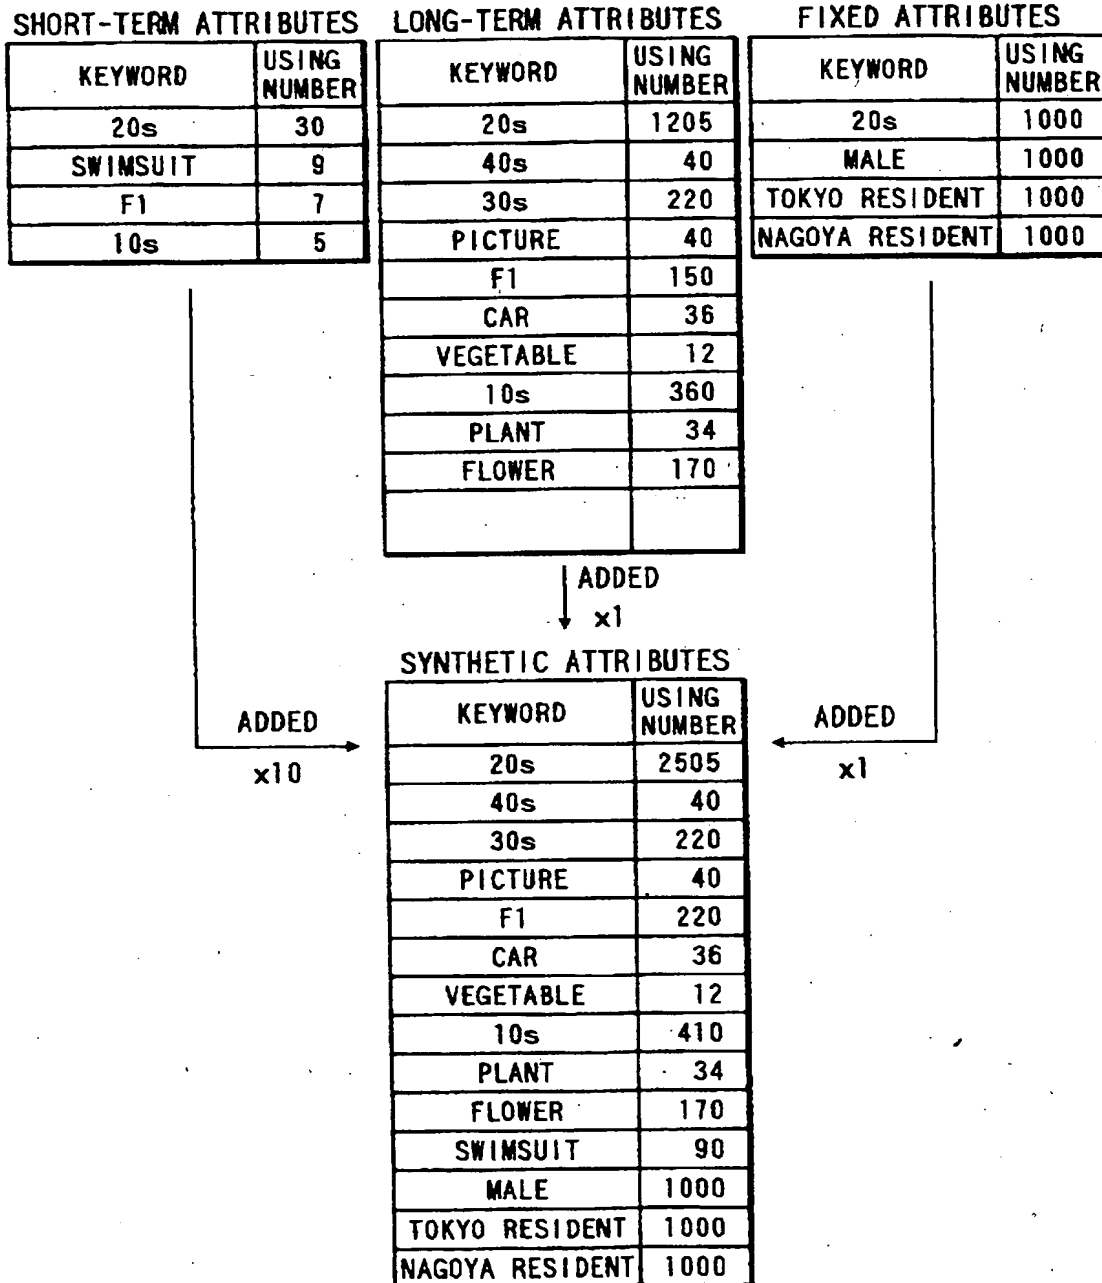 SHORT-TERM ATTRIBUTES
KEYWORD USING NUMBER
20s 30
SWIMSUIT 9
F1 7
10s 5
LONG-TERM ATTRIBUTES
KEYWORD USING NUMBER
20s 1205
40s 40
30s 220
PICTURE 40
F1 150
CAR 36
VEGETABLE 12
10s 360
PLANT 34
FLOWER 170
FIXED ATTRIBUTES
KEYWORD USING NUMBER
20s 1000
MALE 1000
TOKYO RESIDENT 1000
NAGOYA RESIDENT 1000
ADDED
x1
ADDED
x10
ADDED
x1
SYNTHETIC ATTRIBUTES
KEYWORD USING NUMBER
20s 2505
40s 40
30s 220
PICTURE 40
F1 220
CAR 36
VEGETABLE 12
10s 410
PLANT 34
FLOWER 170
SWIMSUIT 90
MALE 1000
TOKYO RESIDENT 1000
NAGOYA RESIDENT 1000